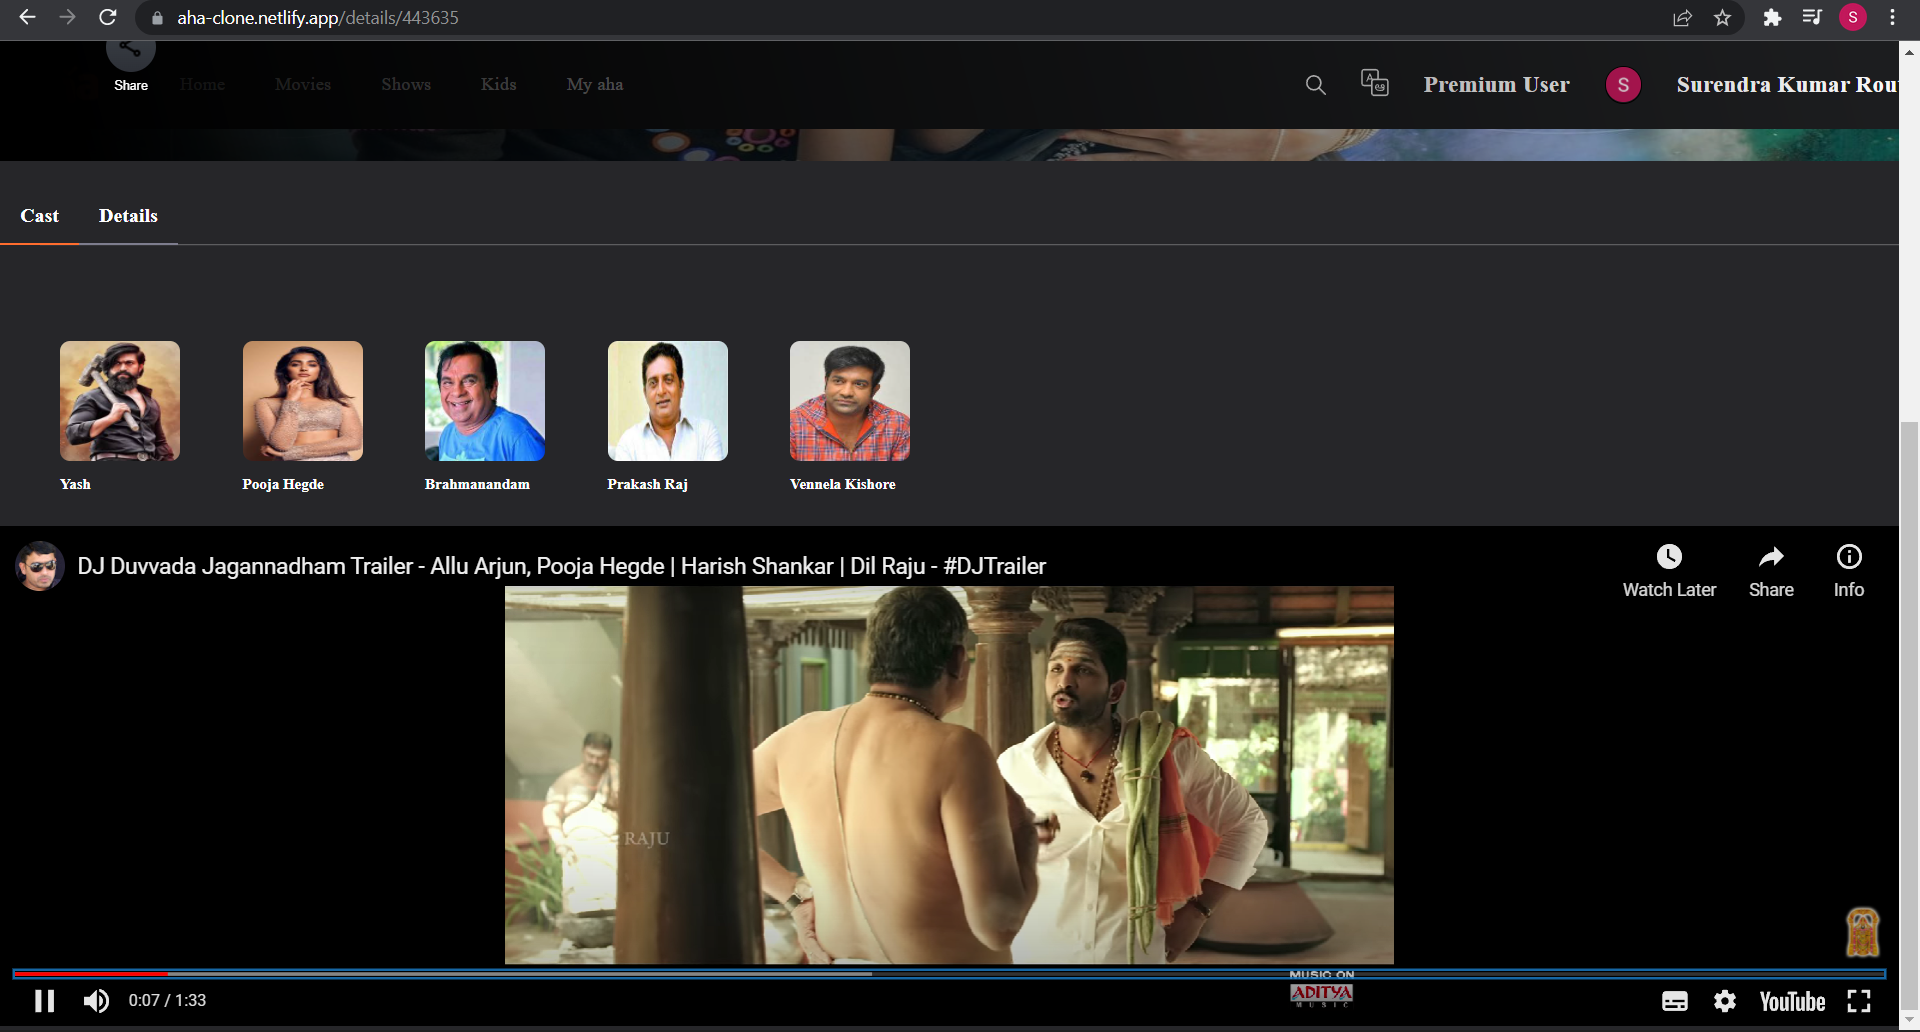 aha-clone.netlify.app/details/443635
S
Share
Home Movies Shows Kids My aha
Premium User S Surendra Kumar Rou
Cast Details
Yash Pooja Hegde Brahmanandam Prakash Raj Vennela Kishore
DJ Duvvada Jagannadham Trailer - Allu Arjun, Pooja Hegde | Harish Shankar | Dil Raju - #DJTrailer
Watch Later Share Info
RAJU
MUSIC ON
ADITYA
MUSIC
0:07 / 1:33
YouTube